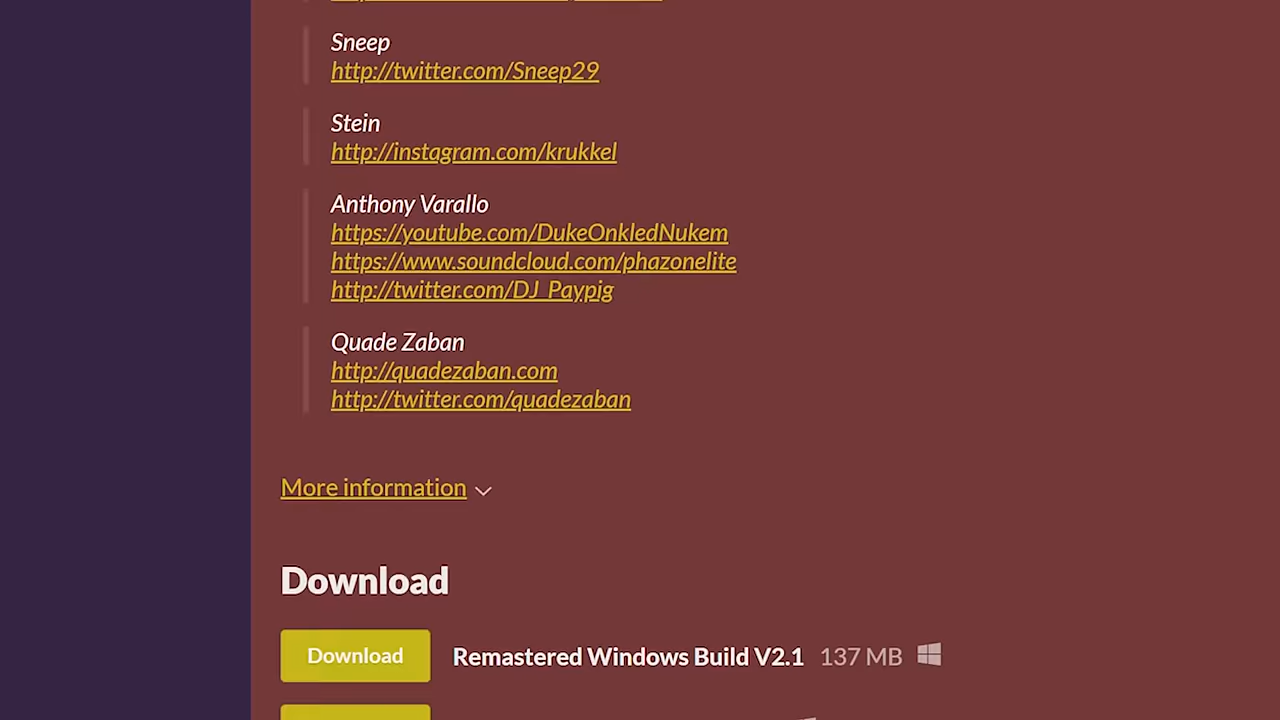 Sneep
http://twitter.com/Sneep29
Stein
http://instagram.com/krukkel
Anthony Varallo
https://youtube.com/DukeOnkledNukem
https://www.soundcloud.com/phazonelite
http://twitter.com/DJ_Paypig
Quade Zaban
http://quadezaban.com
http://twitter.com/quadezaban
More information
Download
Download Remastered Windows Build V2.1 137 MB